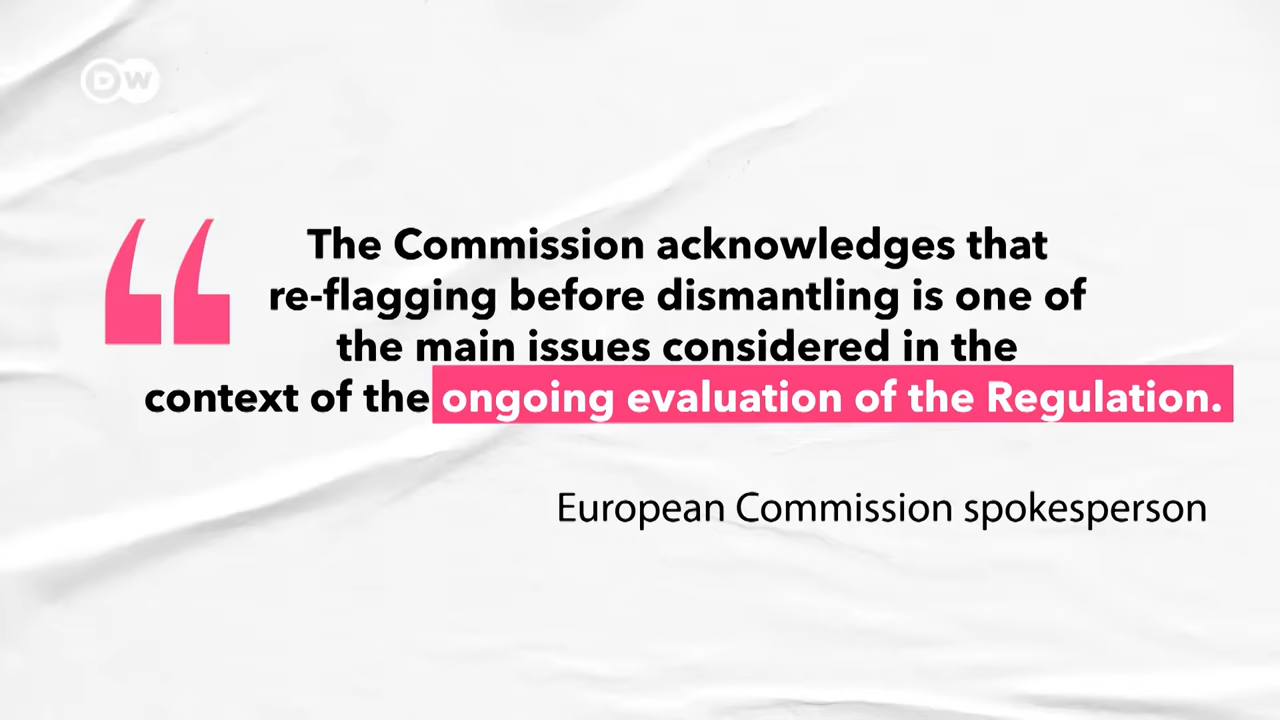 DW
The Commission acknowledges that
re-flagging before dismantling is one of
the main issues considered in the
context of the ongoing evaluation of the Regulation.
European Commission spokesperson